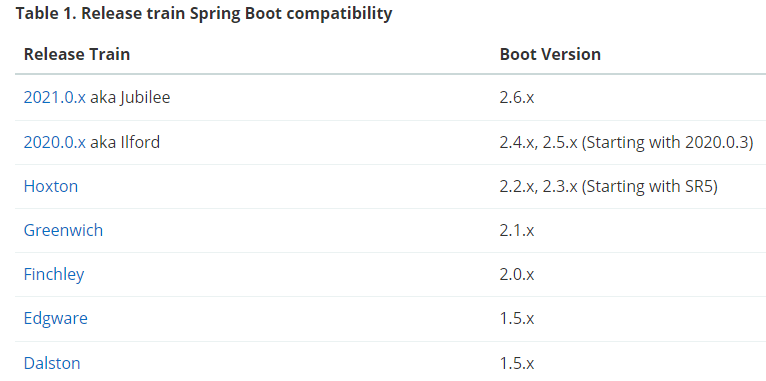 Table 1. Release train Spring Boot compatibility
Release Train Boot Version
2021.0.x aka Jubilee 2.6.x
2020.0.x aka Ilford 2.4.x, 2.5.x (Starting with 2020.0.3)
Hoxton 2.2.x, 2.3.x (Starting with SR5)
Greenwich 2.1.x
Finchley 2.0.x
Edgware 1.5.x
Dalston 1.5.x